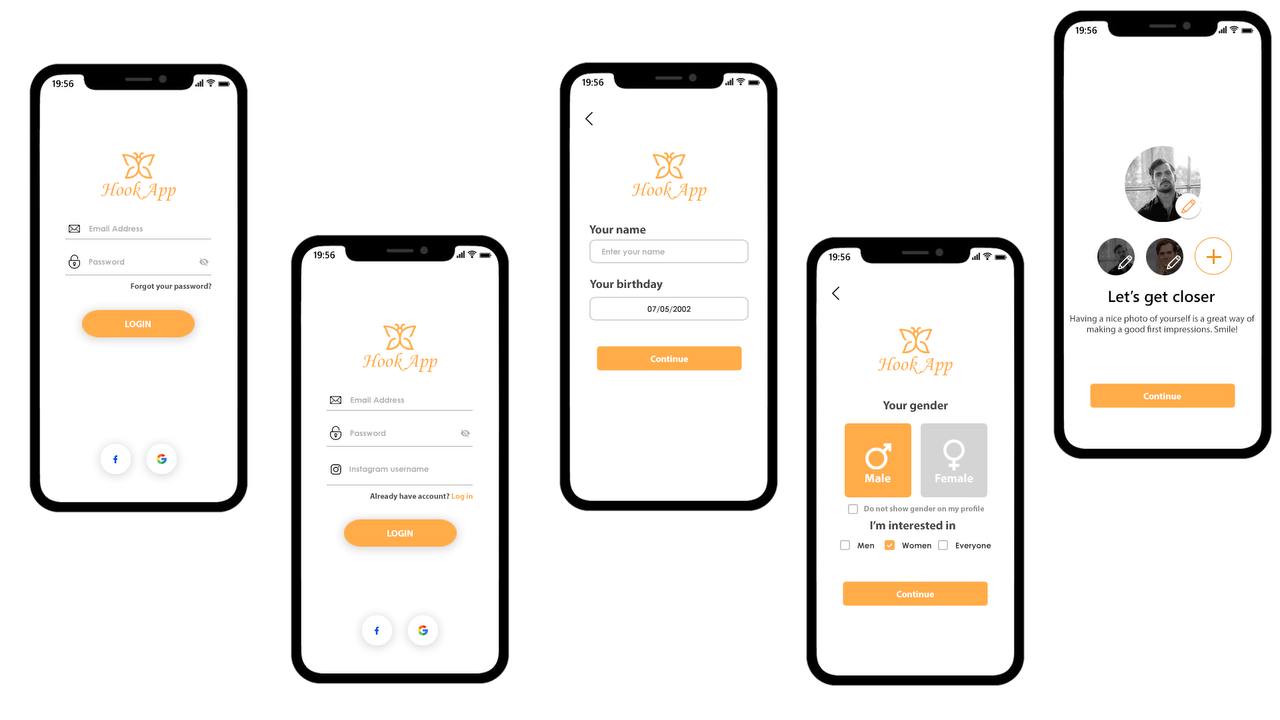 19:56
Hook App
Email Address
Password
Forgot your password?
LOGIN
f
G
19:56
Hook App
Email Address
Password
Instagram username
Already have account? Log in
LOGIN
f
G
19:56
Hook App
Your name
Enter your name
Your birthday
07/05/2002
Continue
19:56
Hook App
Your gender
Male
Female
Do not show gender on my profile
I'm interested in
Men
Women
Everyone
Continue
19:56
Let's get closer
Having a nice photo of yourself is a great way of
making a good first impressions. Smile!
Continue